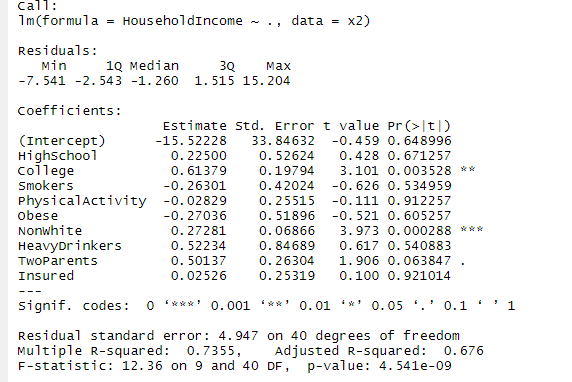 Call:
lm(formula = HouseholdIncome ~ ., data = x2)
Residuals:
Min 1Q Median 3Q Max
-7.541 -2.543 -1.260 1.515 15.204
Coefficients:
Estimate Std. Error t value Pr(>|t|)
(Intercept) -15.52228 33.84632 -0.459 0.648996
HighSchool 0.22500 0.52624 0.428 0.671257
College 0.61379 0.19794 3.101 0.003528 **
Smokers -0.26301 0.42024 -0.626 0.534959
PhysicalActivity -0.02829 0.25515 -0.111 0.912257
Obese -0.27036 0.51896 -0.521 0.605257
NonWhite 0.27281 0.06866 3.973 0.000288 ***
HeavyDrinkers 0.52234 0.84689 0.617 0.540883
TwoParents 0.50137 0.26304 1.906 0.063847 .
Insured 0.02526 0.25319 0.100 0.921014
---
Signif. codes: 0 ‘***’ 0.001 ‘**’ 0.01 ‘*’ 0.05 ‘.’ 0.1 ‘ ’ 1
Residual standard error: 4.947 on 40 degrees of freedom
Multiple R-squared: 0.7355, Adjusted R-squared: 0.676
F-statistic: 12.36 on 9 and 40 DF, p-value: 4.541e-09